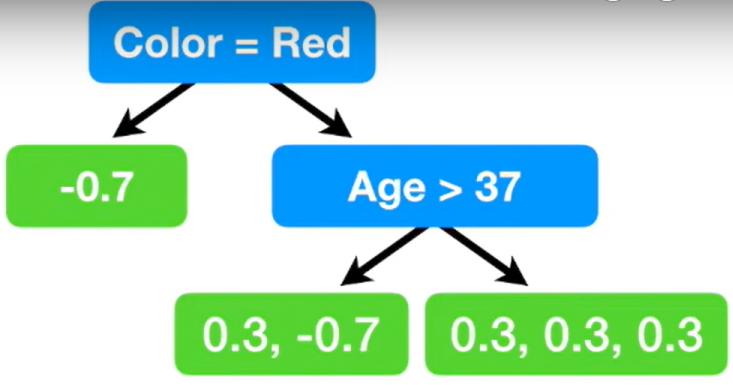 Color = Red
-0.7
Age > 37
0.3, -0.7
0.3, 0.3, 0.3